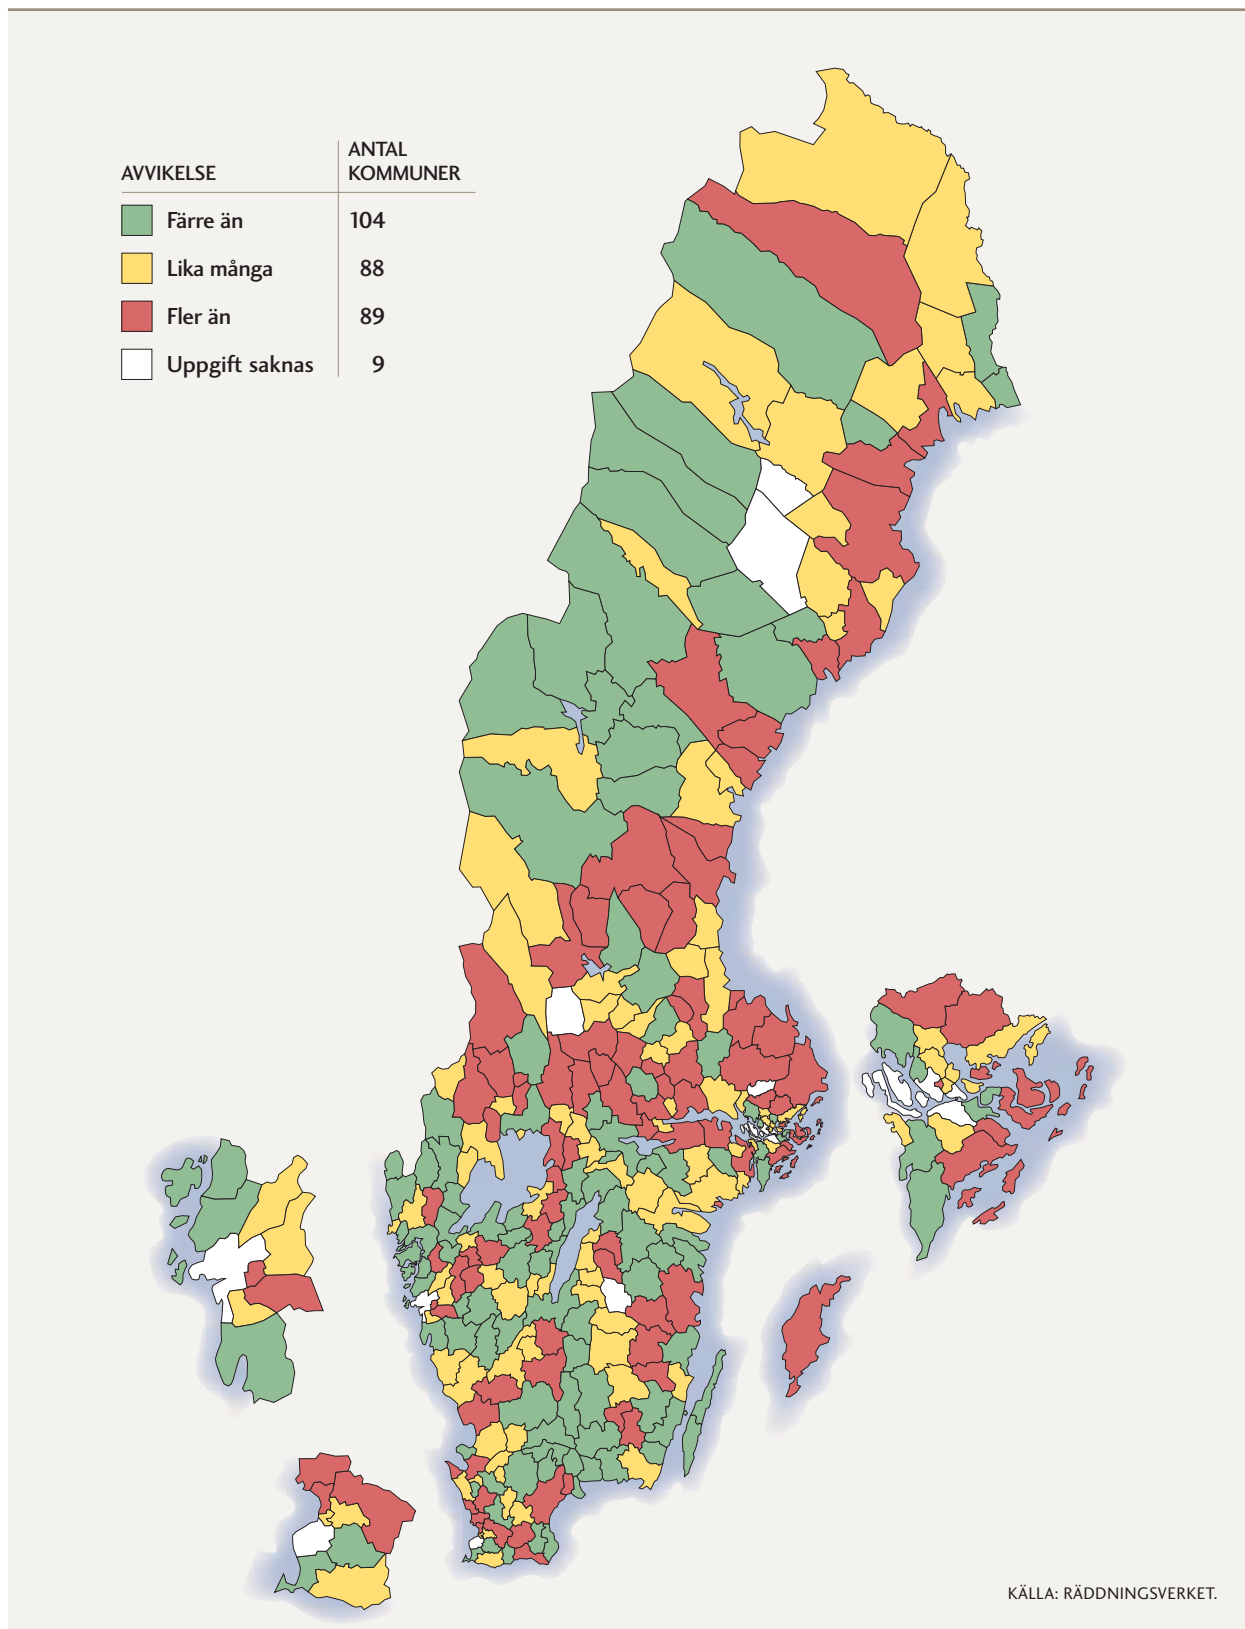 AVVIKELSE
ANTAL
KOMMUNER
Färre än 104
Lika många 88
Fler än 89
Uppgift saknas 9
KÄLLA: RÄDDNINGSVERKET.